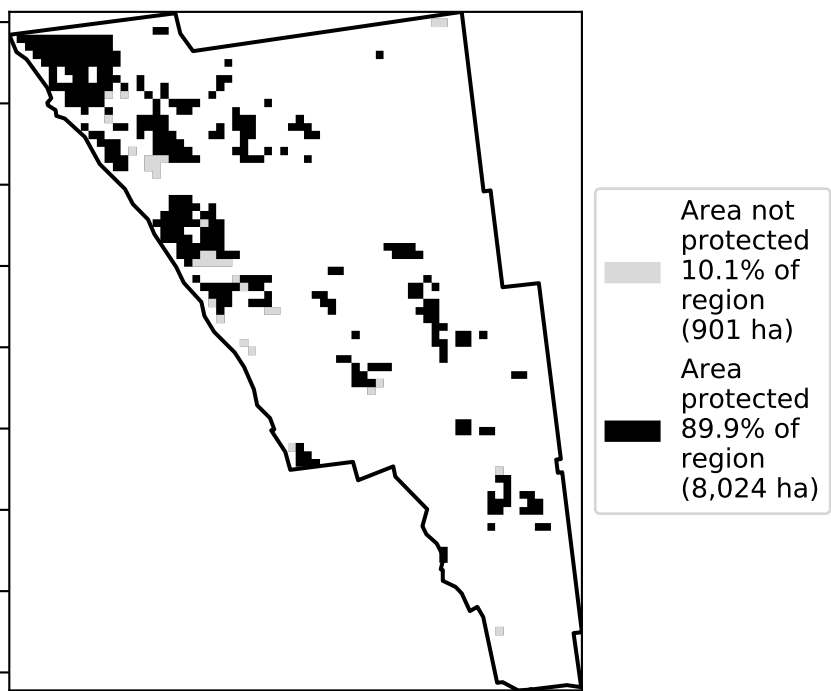 Area not
protected
10.1% of
region
(901 ha)
Area
protected
89.9% of
region
(8,024 ha)